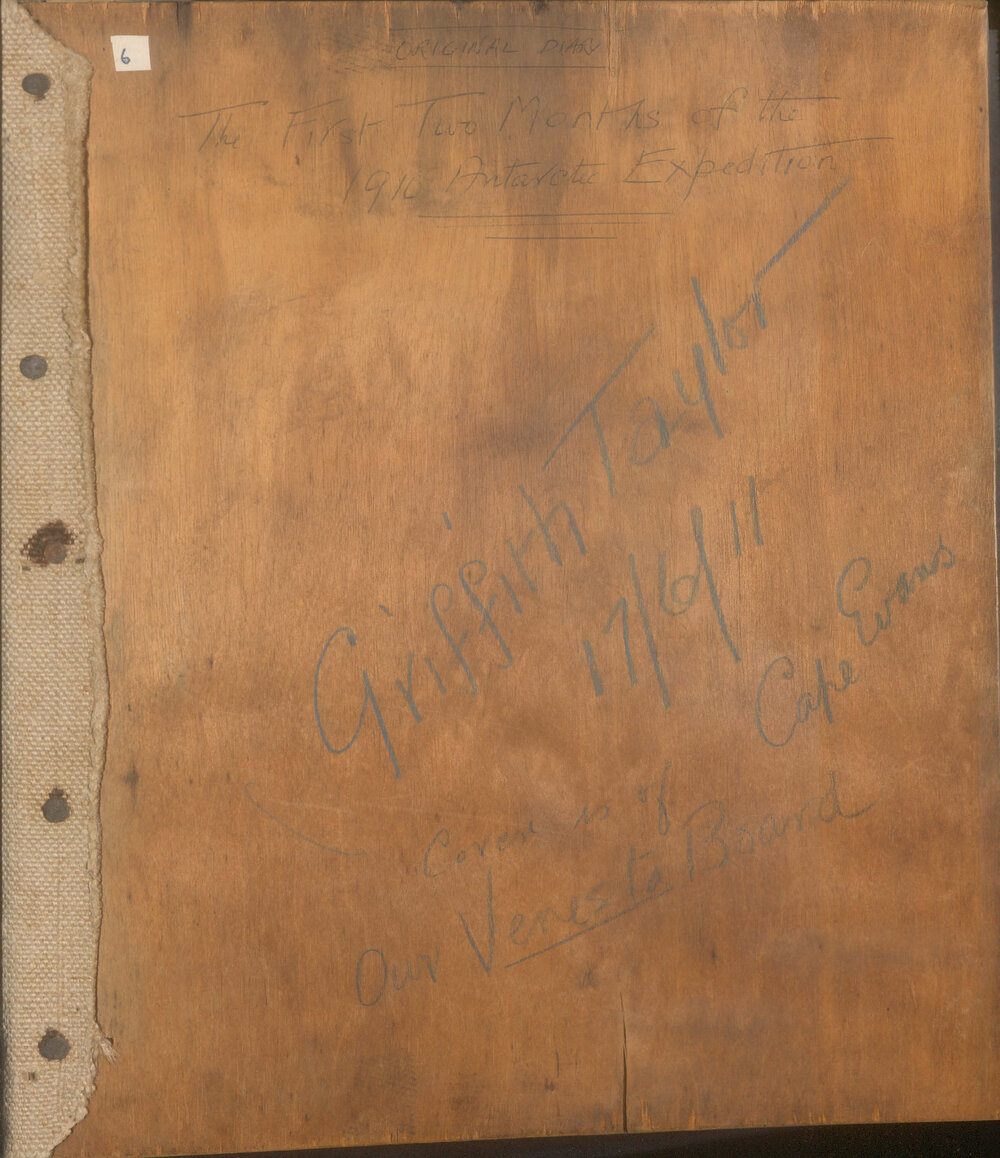 6
ORIGINAL DIARY
The First Two Months of the
1910 Antarctic Expedition
Griffith Taylor
17/6/11
Cape Evans
Cover is of
Our Venesta Board